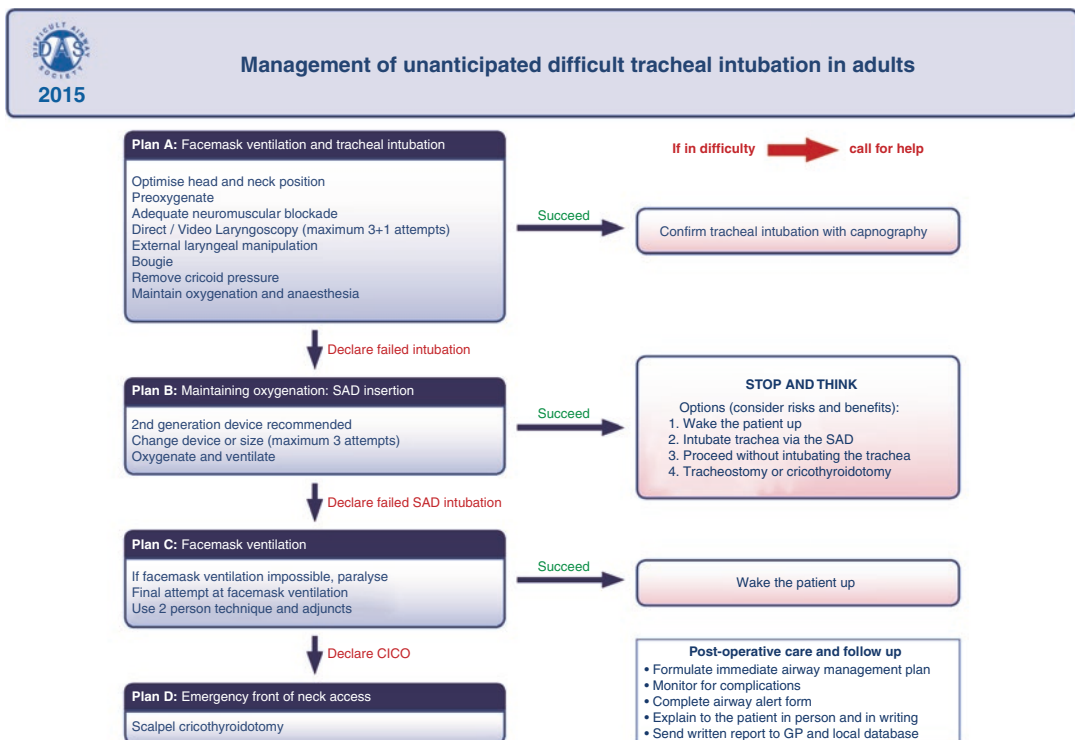 DIFFICULT AIRWAY
DAS
SOCIETY
2015
Management of unanticipated difficult tracheal intubation in adults
Plan A: Facemask ventilation and tracheal intubation
Optimise head and neck position
Preoxygenate
Adequate neuromuscular blockade
Direct / Video Laryngoscopy (maximum 3+1 attempts)
External laryngeal manipulation
Bougie
Remove cricoid pressure
Maintain oxygenation and anaesthesia
If in difficulty call for help
Succeed
Confirm tracheal intubation with capnography
Declare failed intubation
Plan B: Maintaining oxygenation: SAD insertion
2nd generation device recommended
Change device or size (maximum 3 attempts)
Oxygenate and ventilate
Succeed
STOP AND THINK
Options (consider risks and benefits):
1. Wake the patient up
2. Intubate trachea via the SAD
3. Proceed without intubating the trachea
4. Tracheostomy or cricothyroidotomy
Declare failed SAD intubation
Plan C: Facemask ventilation
If facemask ventilation impossible, paralyse
Final attempt at facemask ventilation
Use 2 person technique and adjuncts
Succeed
Wake the patient up
Declare CICO
Plan D: Emergency front of neck access
Scalpel cricothyroidotomy
Post-operative care and follow up
• Formulate immediate airway management plan
• Monitor for complications
• Complete airway alert form
• Explain to the patient in person and in writing
• Send written report to GP and local database